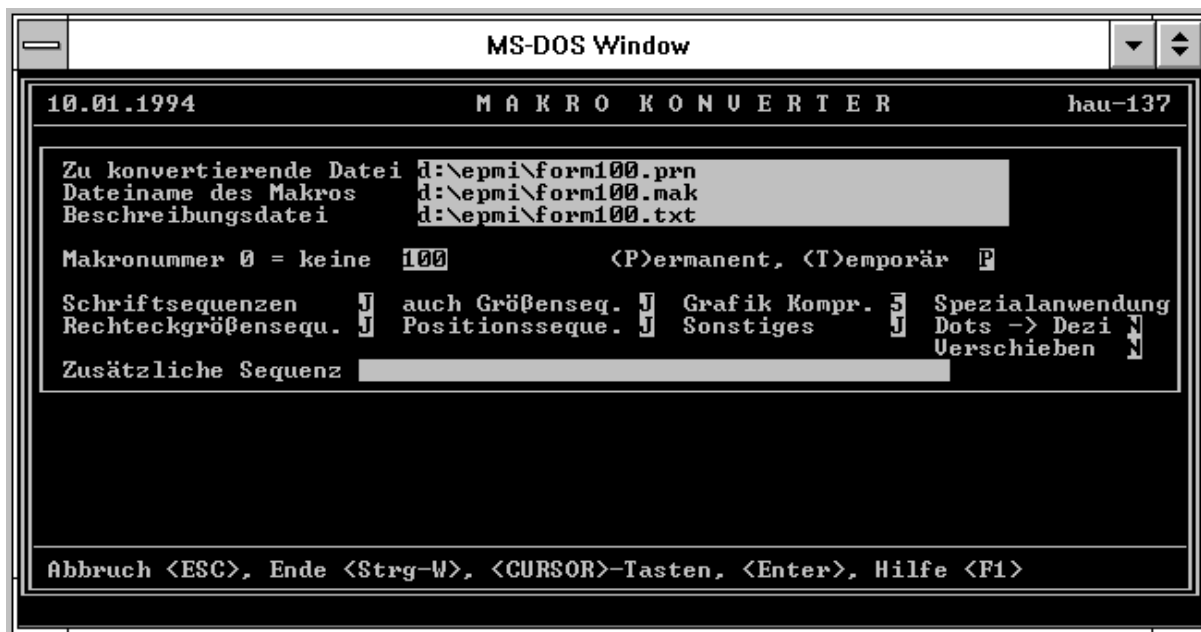 MS-DOS Window
10.01.1994 M A K R O K O N V E R T E R hau-137
Zu konvertierende Datei d:\epmi\form100.prn
Dateiname des Makros d:\epmi\form100.mak
Beschreibungsdatei d:\epmi\form100.txt
Makronummer 0 = keine 100 (P)ermanent, (T)emporär P
Schriftsequenzen J auch Größenseq. J Grafik Kompr. 5 Spezialanwendung
Rechteckgrößensequ. J Positionsseque. J Sonstiges J Dots -> Dezi N
Verschieben N
Zusätzliche Sequenz
Abbruch <ESC>, Ende <Strg-W>, <CURSOR>-Tasten, <Enter>, Hilfe <F1>